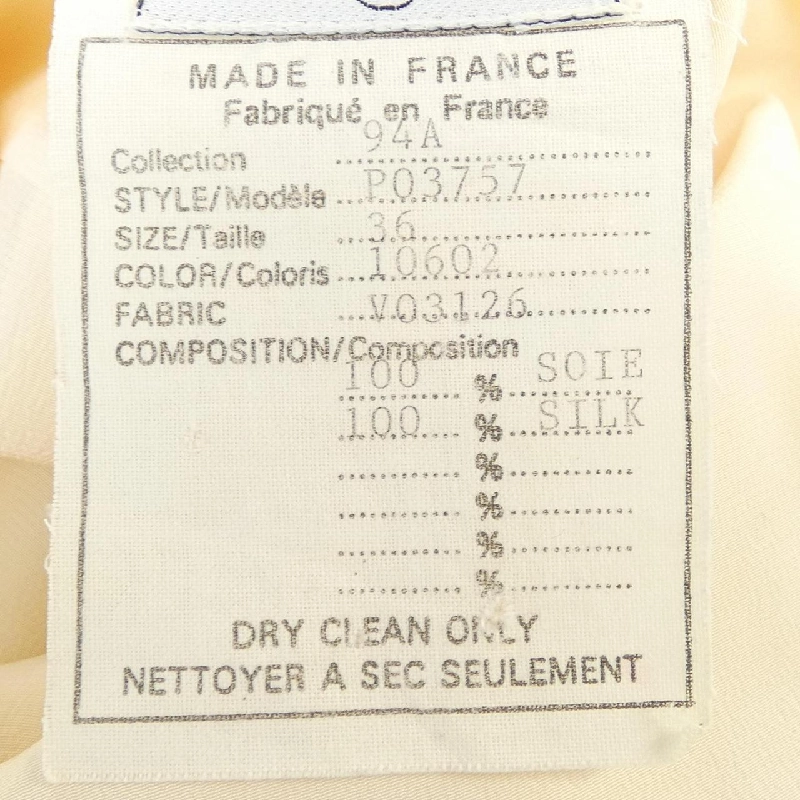 MADE IN FRANCE
Fabriqué en France
Collection 94A
STYLE/Modèle P03757
SIZE/Taille 36
COLOR/Coloris 10602
FABRIC V03126
COMPOSITION/Composition
100 % SOIE
100 % SILK
%
%
%
%
DRY CLEAN ONLY
NETTOYER A SEC SEULEMENT